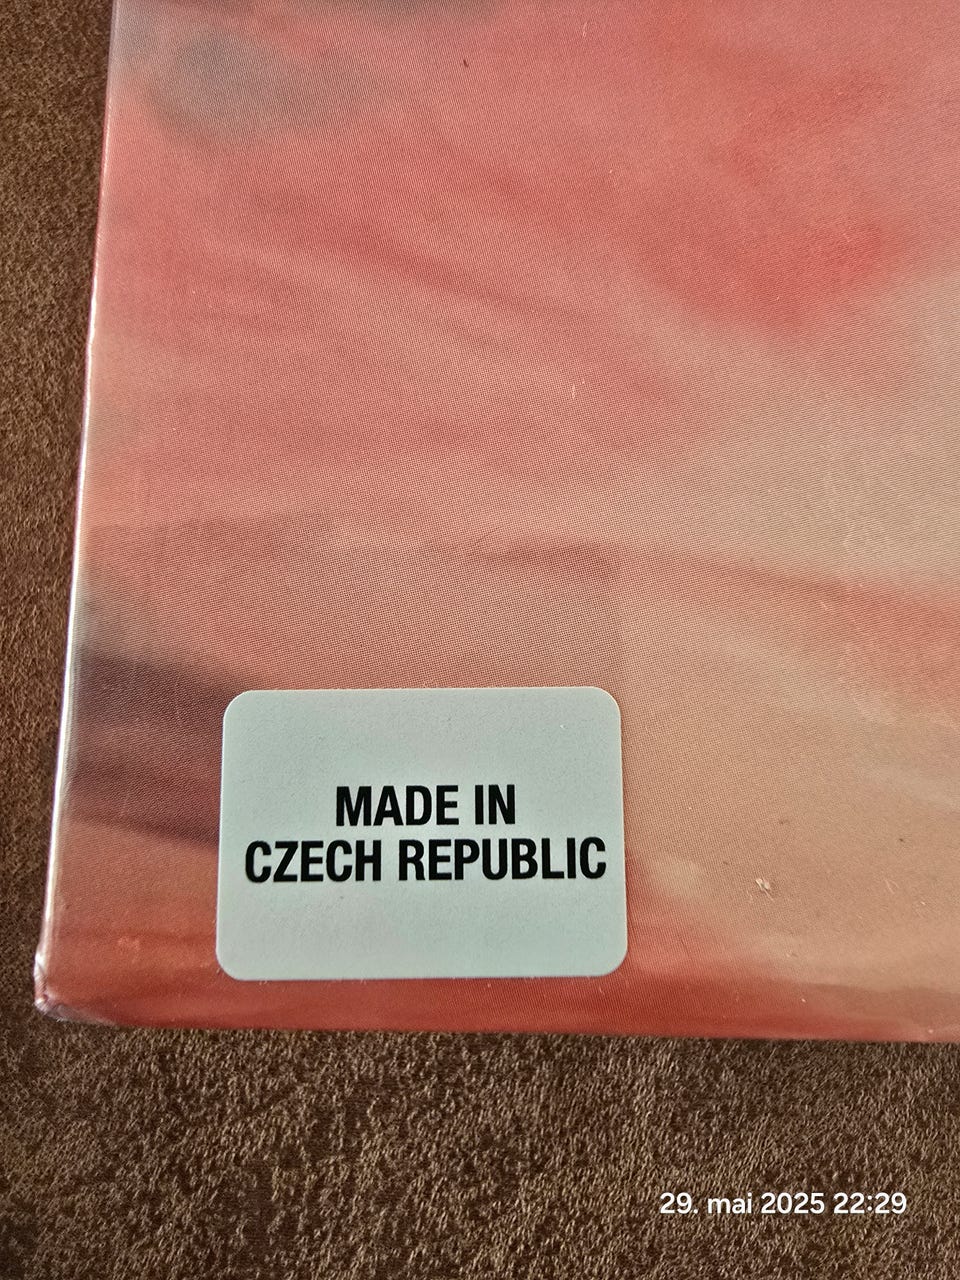 MADE IN
CZECH REPUBLIC
29. mai 2025 22:29